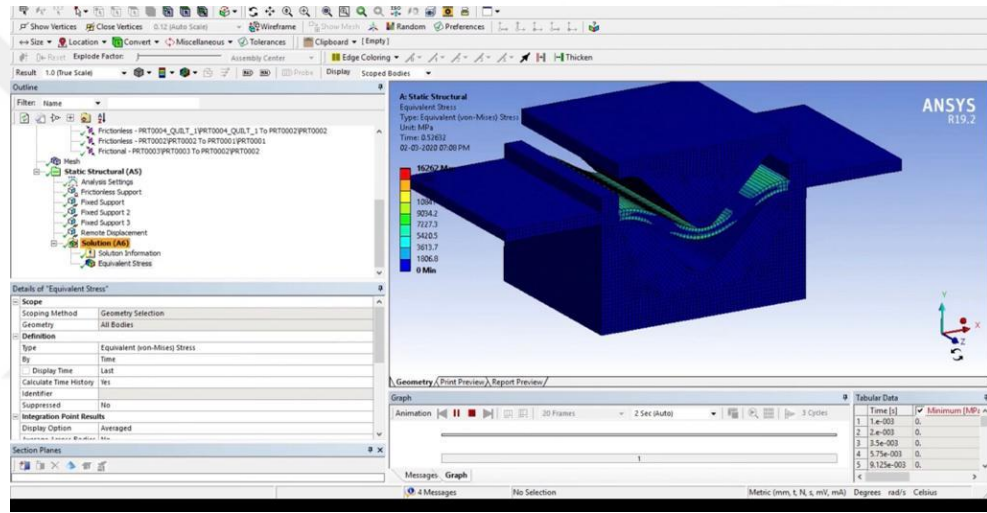 Show Vertices Close Vertices 0.12 (Auto Scale) Wireframe Show Mesh Random Preferences
Size Location Convert Miscellaneous Tolerances Clipboard [Empty]
Reset Explode Factor: Assembly Center Edge Coloring Thicken
Result 1.0 (True Scale) Probe Display Scoped Bodies
Outline
Filter: Name
Frictionless - PRT0004_QUILT_1\PRT0004_QUILT_1 To PRT0002\PRT0002
Frictionless - PRT0002\PRT0002 To PRT0001\PRT0001
Frictional - PRT0003\PRT0003 To PRT0002\PRT0002
Mesh
Static Structural (A5)
Analysis Settings
Frictionless Support
Fixed Support
Fixed Support 2
Fixed Support 3
Remote Displacement
Solution (A6)
Solution Information
Equivalent Stress
Details of "Equivalent Stress"
Scope
Scoping Method Geometry Selection
Geometry All Bodies
Definition
Type Equivalent (von-Mises) Stress
By Time
Display Time Last
Calculate Time History Yes
Identifier
Suppressed No
Integration Point Results
Display Option Averaged
Average Across Bodies No
Section Planes
A: Static Structural
Equivalent Stress
Type: Equivalent (von-Mises) Stress
Unit: MPa
Time: 0.52632
02-03-2020 07:08 PM
16262
9034.2
7227.3
5420.5
3613.7
1806.8
0 Min
ANSYS
R19.2
Y
X
Z
Geometry Print Preview Report Preview
Graph
Animation 20 Frames 2 Sec (Auto) 3 Cycles
1
Messages Graph
Tabular Data
Time [s] Minimum [MPa
1 1.e-003 0.
2 2.e-003 0.
3 3.5e-003 0.
4 5.75e-003 0.
5 9.125e-003 0.
4 Messages No Selection Metric (mm, t, N, s, mV, mA) Degrees rad/s Celsius